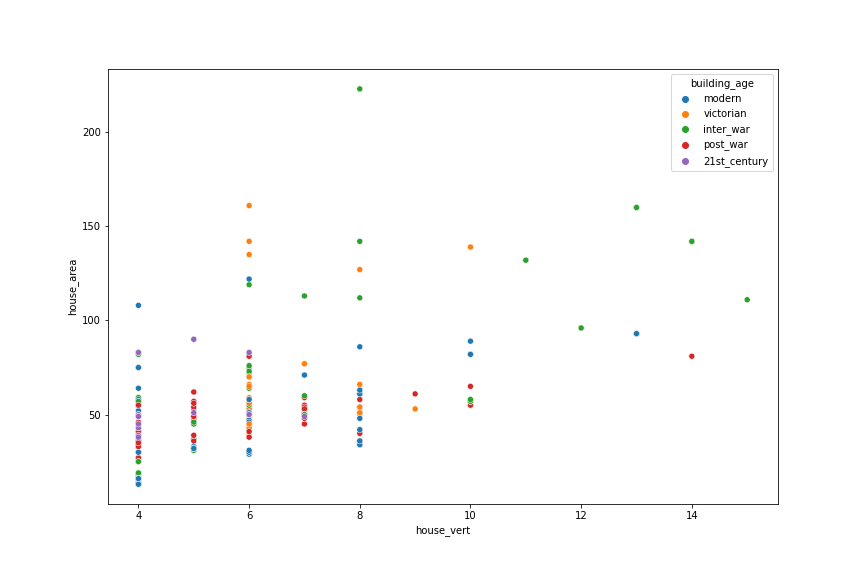 building_age
modern
victorian
inter_war
post_war
21st_century
200
150
100
50
house_area
4 6 8 10 12 14
house_vert